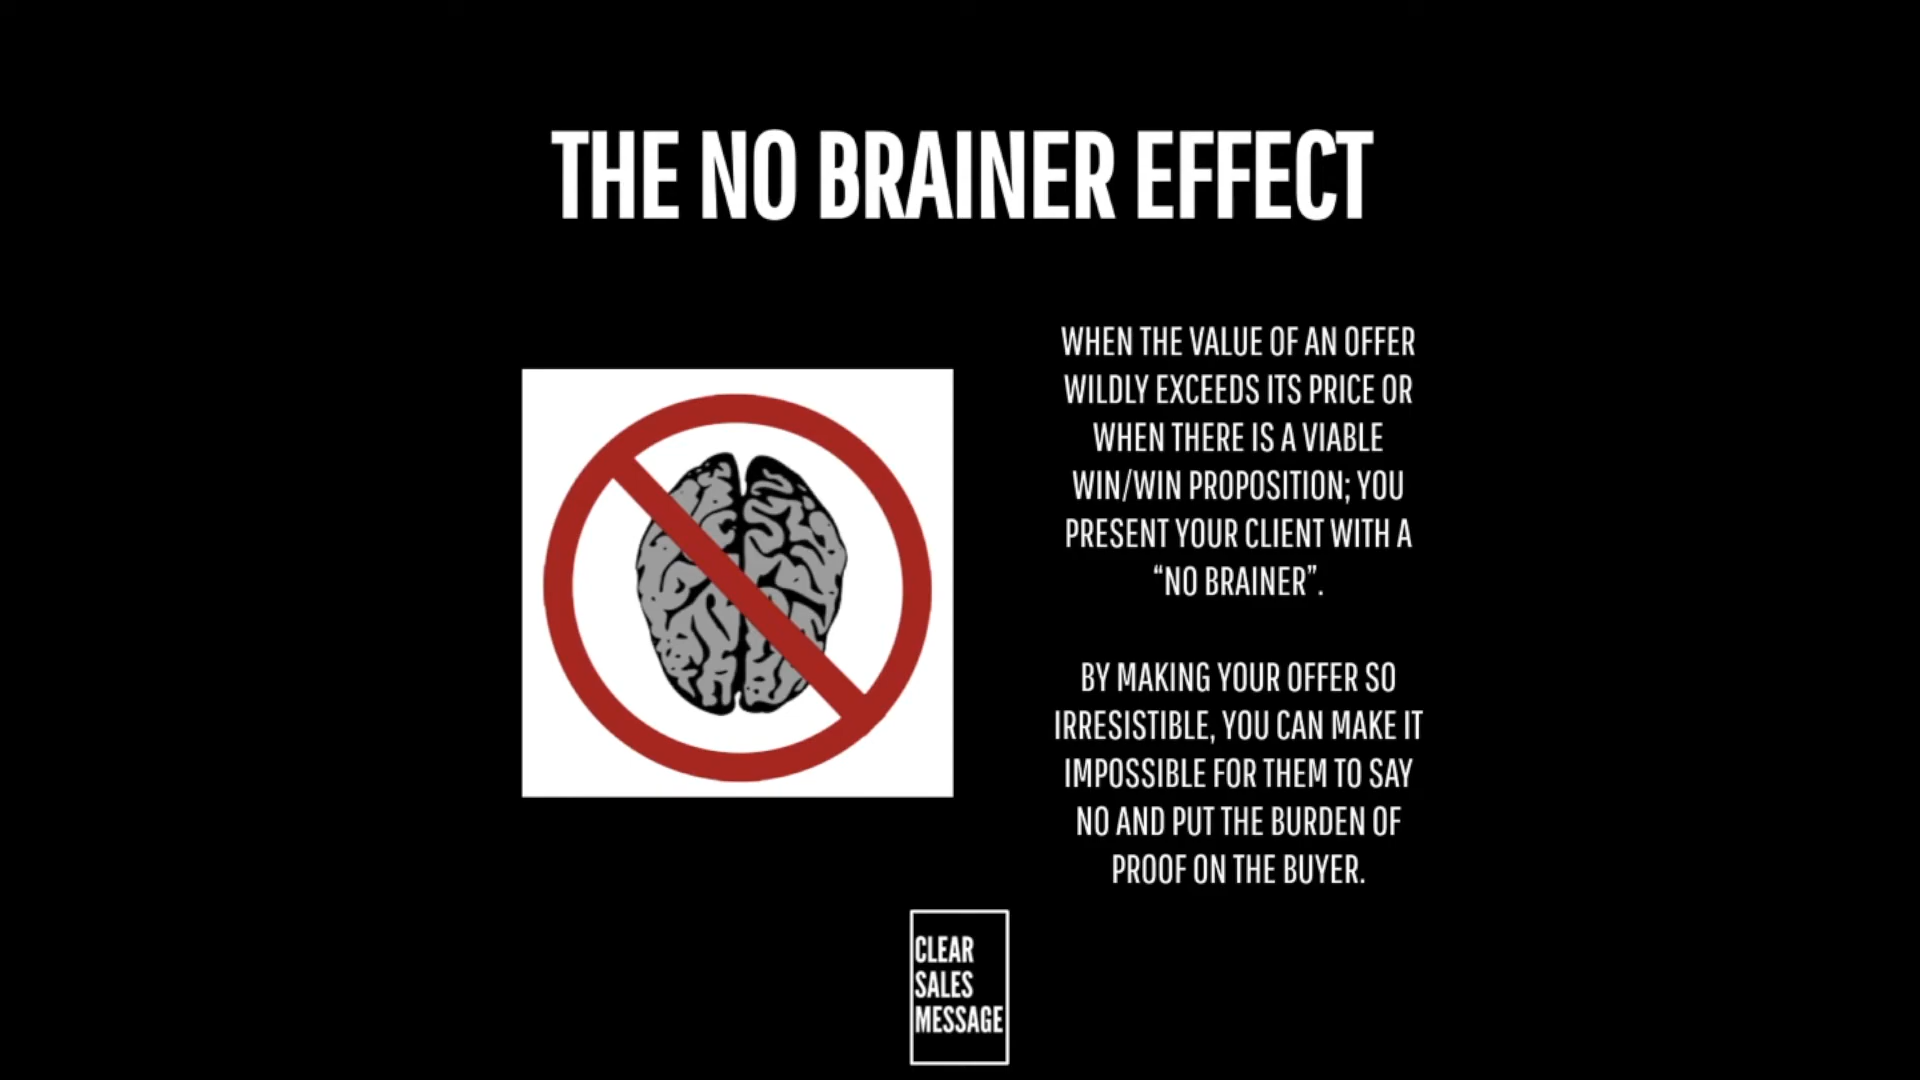 THE NO BRAINER EFFECT
WHEN THE VALUE OF AN OFFER
WILDLY EXCEEDS ITS PRICE OR
WHEN THERE IS A VIABLE
WIN/WIN PROPOSITION; YOU
PRESENT YOUR CLIENT WITH A
“NO BRAINER”.
BY MAKING YOUR OFFER SO
IRRESISTIBLE, YOU CAN MAKE IT
IMPOSSIBLE FOR THEM TO SAY
NO AND PUT THE BURDEN OF
PROOF ON THE BUYER.
CLEAR
SALES
MESSAGE